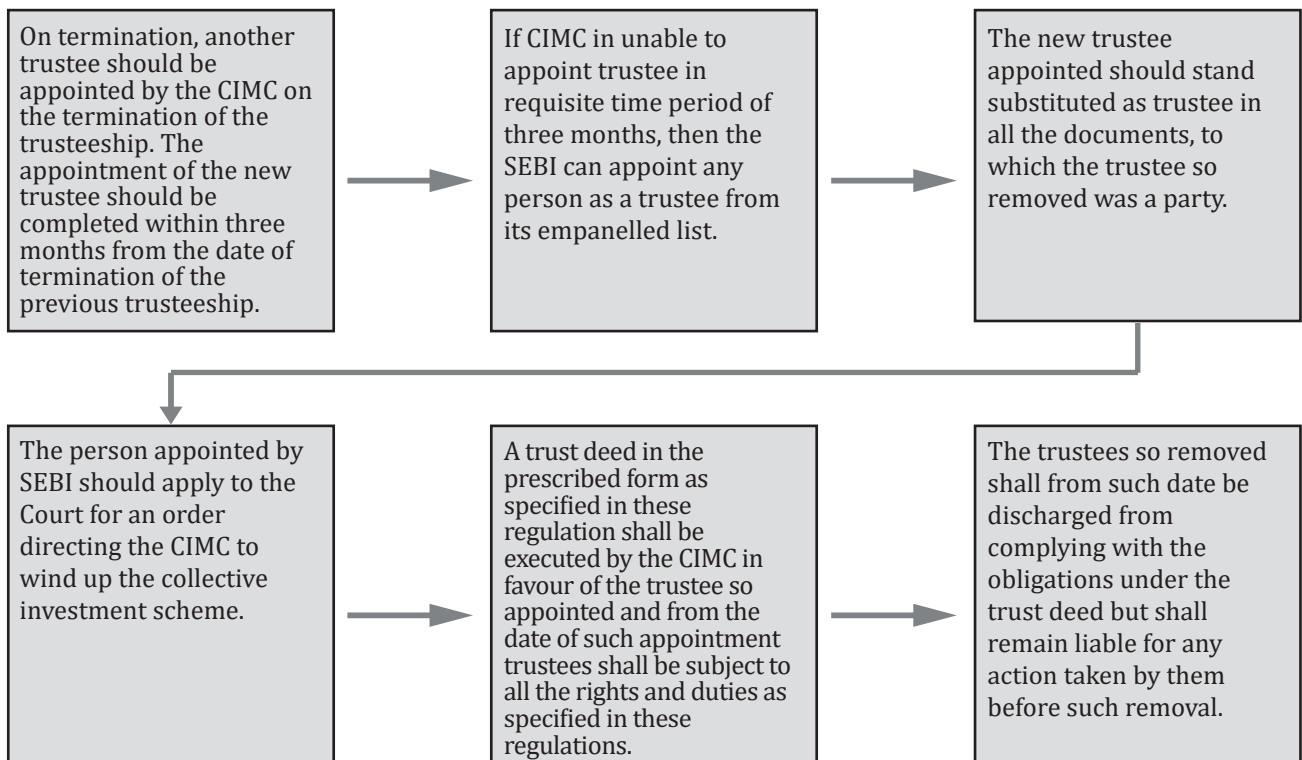 On termination, another
trustee should be
appointed by the CIMC on
the termination of the
trusteeship. The
appointment of the new
trustee should be
completed within three
months from the date of
termination of the
previous trusteeship.
If CIMC in unable to
appoint trustee in
requisite time period of
three months, then the
SEBI can appoint any
person as a trustee from
its empanelled list.
The new trustee
appointed should stand
substituted as trustee in
all the documents, to
which the trustee so
removed was a party.
The person appointed by
SEBI should apply to the
Court for an order
directing the CIMC to
wind up the collective
investment scheme.
A trust deed in the
prescribed form as
specified in these
regulation shall be
executed by the CIMC in
favour of the trustee so
appointed and from the
date of such appointment
trustees shall be subject to
all the rights and duties as
specified in these
regulations.
The trustees so removed
shall from such date be
discharged from
complying with the
obligations under the
trust deed but shall
remain liable for any
action taken by them
before such removal.